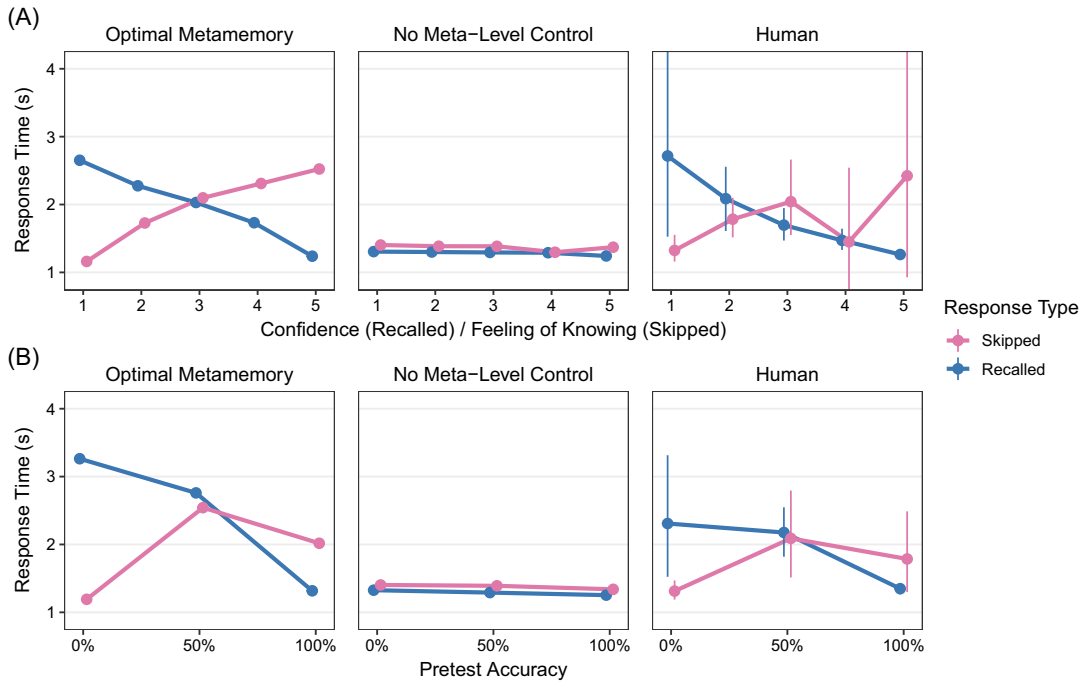 (A)
Optimal Metamemory
No Meta−Level Control
Human
Response Time (s)
4
3
2
1
1 2 3 4 5
1 2 3 4 5
1 2 3 4 5
Confidence (Recalled) / Feeling of Knowing (Skipped)
Response Type
Skipped
Recalled
(B)
Optimal Metamemory
No Meta−Level Control
Human
Response Time (s)
4
3
2
1
0% 50% 100%
0% 50% 100%
0% 50% 100%
Pretest Accuracy